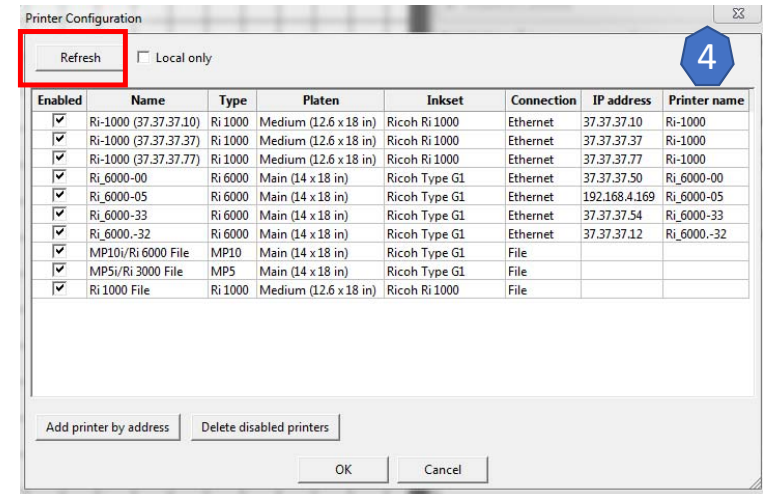 Printer Configuration
4
Refresh Local only
Enabled Name Type Platen Inkset Connection IP address Printer name
Ri-1000 (37.37.37.10) Ri 1000 Medium (12.6 x 18 in) Ricoh Ri 1000 Ethernet 37.37.37.10 Ri-1000
Ri-1000 (37.37.37.37) Ri 1000 Medium (12.6 x 18 in) Ricoh Ri 1000 Ethernet 37.37.37.37 Ri-1000
Ri-1000 (37.37.37.77) Ri 1000 Medium (12.6 x 18 in) Ricoh Ri 1000 Ethernet 37.37.37.77 Ri-1000
Ri_6000-00 Ri 6000 Main (14 x 18 in) Ricoh Type G1 Ethernet 37.37.37.50 Ri_6000-00
Ri_6000-05 Ri 6000 Main (14 x 18 in) Ricoh Type G1 Ethernet 192.168.4.169 Ri_6000-05
Ri_6000-33 Ri 6000 Main (14 x 18 in) Ricoh Type G1 Ethernet 37.37.37.54 Ri_6000-33
Ri_6000.-32 Ri 6000 Main (14 x 18 in) Ricoh Type G1 Ethernet 37.37.37.12 Ri_6000.-32
MP10i/Ri 6000 File MP10 Main (14 x 18 in) Ricoh Type G1 File
MP5i/Ri 3000 File MP5 Main (14 x 18 in) Ricoh Type G1 File
Ri 1000 File Ri 1000 Medium (12.6 x 18 in) Ricoh Ri 1000 File
Add printer by address Delete disabled printers
OK Cancel